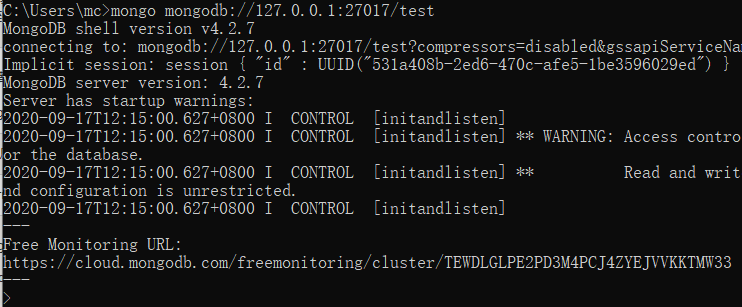 C:\Users\mc>mongo mongodb://127.0.0.1:27017/test
MongoDB shell version v4.2.7
connecting to: mongodb://127.0.0.1:27017/test?compressors=disabled&gssapiServiceNa
Implicit session: session { "id" : UUID("531a408b-2ed6-470c-afe5-1be3596029ed") }
MongoDB server version: 4.2.7
Server has startup warnings:
2020-09-17T12:15:00.627+0800 I  CONTROL  [initandlisten]
2020-09-17T12:15:00.627+0800 I  CONTROL  [initandlisten] ** WARNING: Access contro
or the database.
2020-09-17T12:15:00.627+0800 I  CONTROL  [initandlisten] **          Read and writ
nd configuration is unrestricted.
2020-09-17T12:15:00.627+0800 I  CONTROL  [initandlisten]
---
Free Monitoring URL:
https://cloud.mongodb.com/freemonitoring/cluster/TEWDLGLPE2PD3M4PCJ4ZYEJVVKKTMW33
---
>